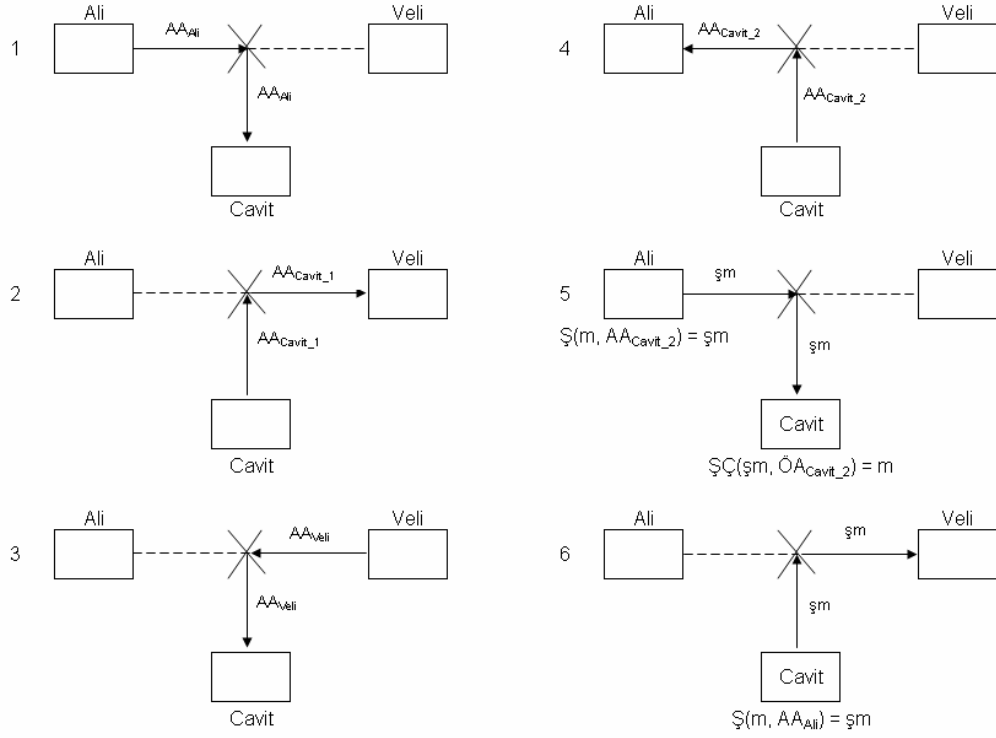 1
Ali
AA_Ali
AA_Ali
Veli
Cavit
2
Ali
AA_Cavit_1
AA_Cavit_1
Veli
Cavit
3
Ali
AA_Veli
AA_Veli
Veli
Cavit
4
Ali
AA_Cavit_2
AA_Cavit_2
Veli
Cavit
5
Ali
şm
Veli
Ş(m, AA_Cavit_2) = şm
şm
Cavit
ŞÇ(şm, ÖA_Cavit_2) = m
6
Ali
şm
Veli
şm
Cavit
Ş(m, AA_Ali) = şm